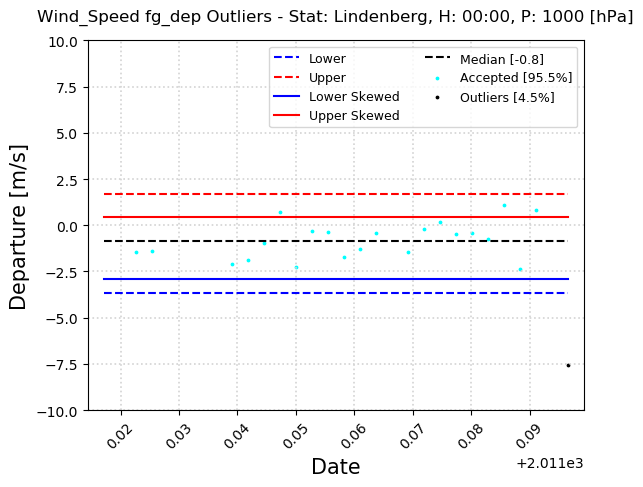 Wind_Speed fg_dep Outliers - Stat: Lindenberg, H: 00:00, P: 1000 [hPa]
Lower
Upper
Lower Skewed
Upper Skewed
Median [-0.8]
Accepted [95.5%]
Outliers [4.5%]
Departure [m/s]
10.0
7.5
5.0
2.5
0.0
−2.5
−5.0
−7.5
−10.0
0.02
0.03
0.04
0.05
0.06
0.07
0.08
0.09
+2.011e3
Date